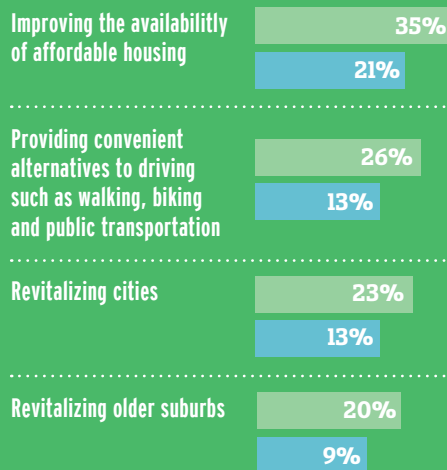 Improving the availabilitly
of affordable housing
35%
21%
Providing convenient
alternatives to driving
such as walking, biking
and public transportation
26%
13%
Revitalizing cities
23%
13%
Revitalizing older suburbs
20%
9%